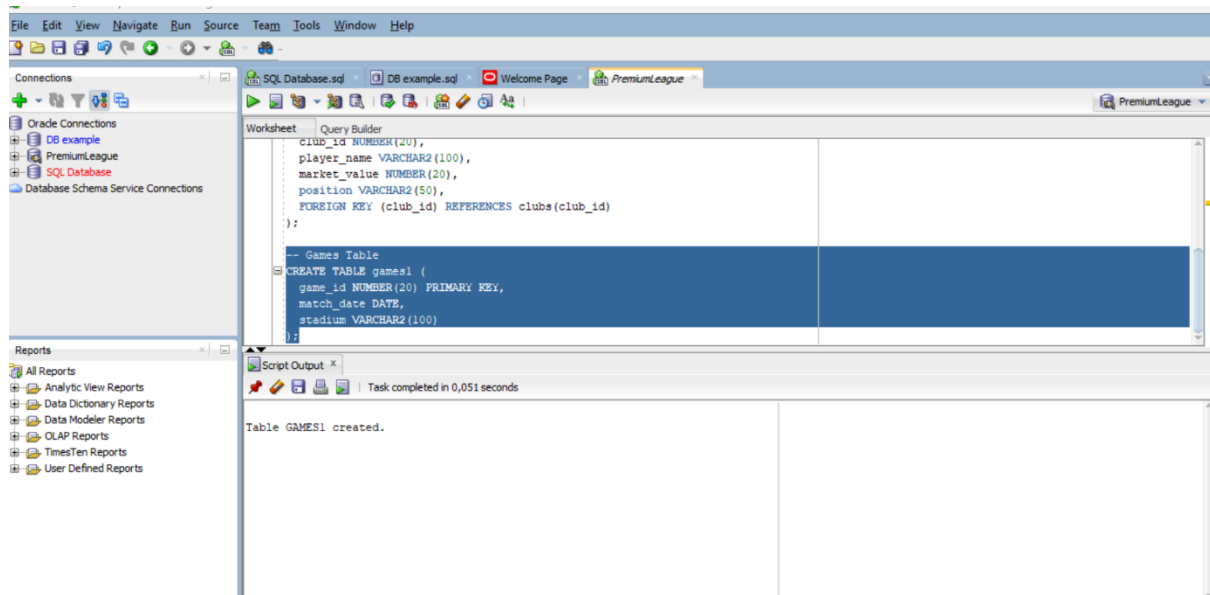 File Edit View Navigate Run Source Team Tools Window Help
Connections
Oracle Connections
DB example
PremiumLeague
SQL Database
Database Schema Service Connections
Reports
All Reports
Analytic View Reports
Data Dictionary Reports
Data Modeler Reports
OLAP Reports
TimesTen Reports
User Defined Reports
SQL Database.sql
DB example.sql
Welcome Page
PremiumLeague
PremiumLeague
Worksheet Query Builder
club_id NUMBER(20),
player_name VARCHAR2(100),
market_value NUMBER(20),
position VARCHAR2(50),
FOREIGN KEY (club_id) REFERENCES clubs(club_id)
);
-- Games Table
CREATE TABLE games1 (
game_id NUMBER(20) PRIMARY KEY,
match_date DATE,
stadium VARCHAR2(100)
);
Script Output
Task completed in 0,051 seconds
Table GAMES1 created.